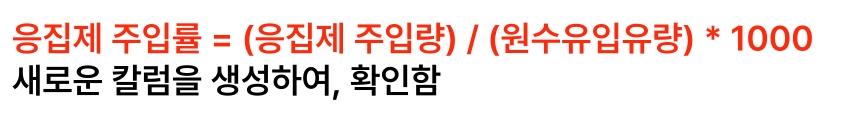 응집제 주입률 = (응집제 주입량) / (원수유입유량) * 1000
새로운 칼럼을 생성하여, 확인함